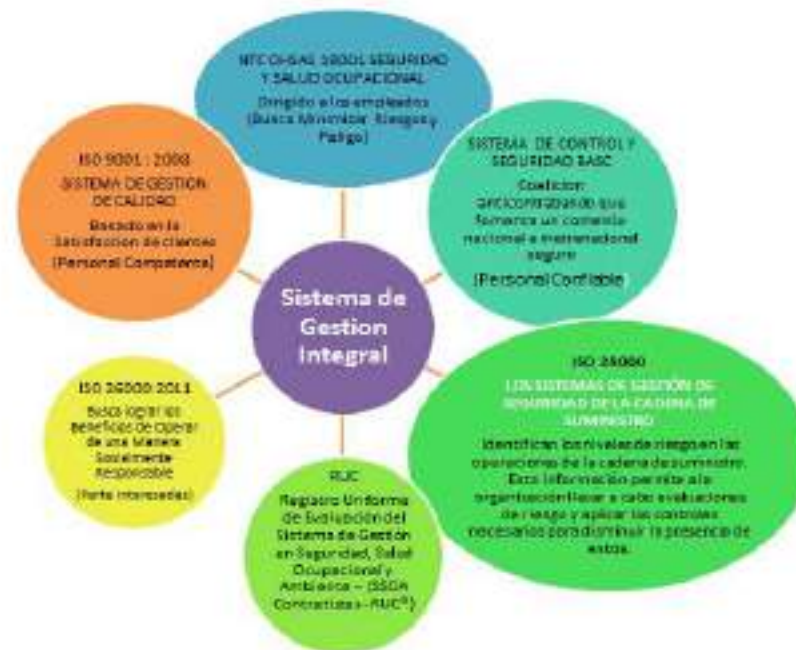 NTC OHSAS 18001 SEGURIDAD
Y SALUD OCUPACIONAL
Dirigido a los empleados
(Busca Minimizar Riesgos y
Peligo)
ISO 9001 : 2008
SISTEMA DE GESTION
DE CALIDAD
Basado en la
Satisfaccion de clientes
(Personal Competente)
SISTEMA DE CONTROL Y
SEGURIDAD BASC
Coalicion
anticontrabando que
fomenta un comercio
nacional e
seguro
(Personal Confiable)
Sistema de
Gestion
Integral
ISO 28000
LOS SISTEMAS DE GESTIÓN DE
SEGURIDAD DE LA CADENA DE
SUMINISTRO
Identifican los niveles de riesgo en las
operaciones de la cadena de suministro.
Esta información permite a la
organización llevar a cabo evaluaciones
de riesgo y aplicar los controles
necesarios para disminuir la presencia de
estos.
ISO 26000:2011
Busca lograr los
Beneficios de Operar
de una Manera
Socialmente
Responsable
(Parte Interesadas)
RUC
Registro Uniforme
de Evaluación del
Sistema de Gestión
en Seguridad, Salud
Ocupacional y
Ambiente – (SSOA
Contratistas - RUC®)